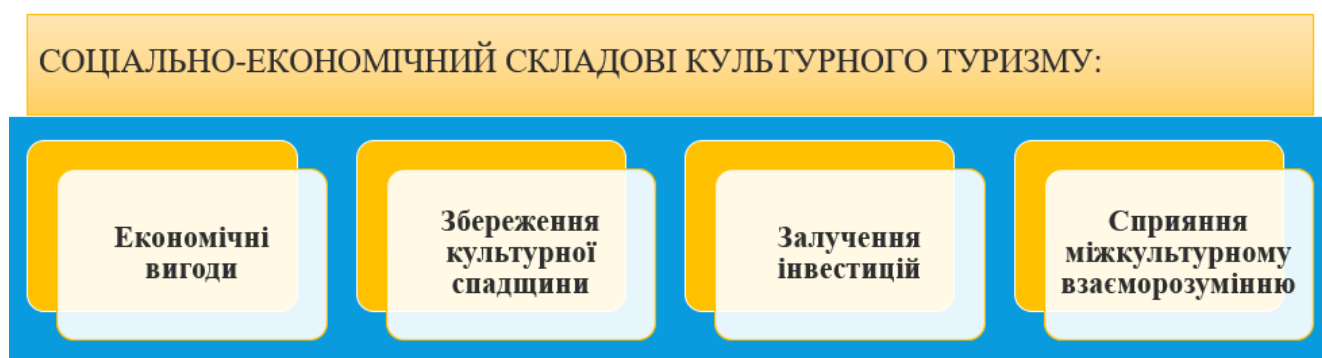 СОЦІАЛЬНО-ЕКОНОМІЧНИЙ СКЛАДОВІ КУЛЬТУРНОГО ТУРИЗМУ:
Економічні
вигоди
Збереження
культурної
спадщини
Залучення
інвестицій
Сприяння
міжкультурному
взаєморозумінню